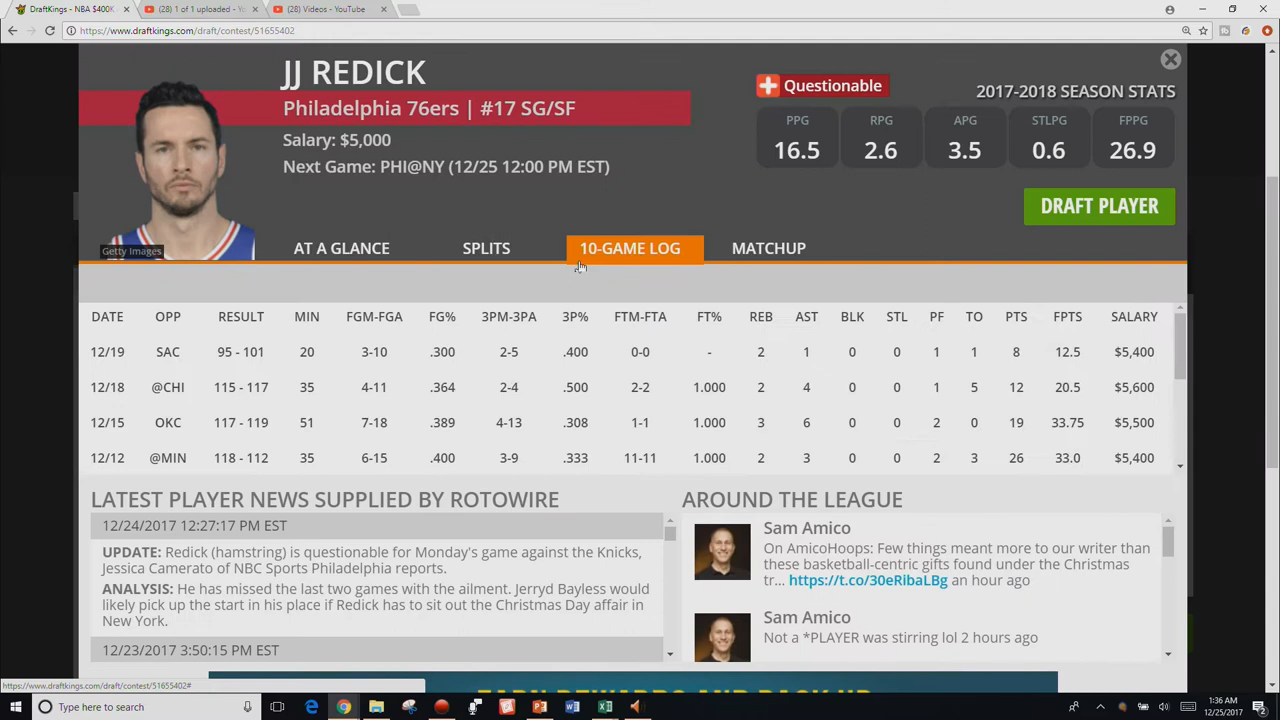 DraftKings - NBA $400K
(28) 1 of 1 uploaded - Yo
(28) Videos - YouTube
https://www.draftkings.com/draft/contest/51655402
JJ REDICK
Philadelphia 76ers | #17 SG/SF
Salary: $5,000
Next Game: PHI@NY (12/25 12:00 PM EST)
Getty Images
Questionable
2017-2018 SEASON STATS
PPG RPG APG STLPG FPPG
16.5 2.6 3.5 0.6 26.9
DRAFT PLAYER
AT A GLANCE SPLITS 10-GAME LOG MATCHUP
DATE OPP RESULT MIN FGM-FGA FG% 3PM-3PA 3P% FTM-FTA FT% REB AST BLK STL PF TO PTS FPTS SALARY
12/19 SAC 95 - 101 20 3-10 .300 2-5 .400 0-0 - 2 1 0 0 1 1 8 12.5 $5,400
12/18 @CHI 115 - 117 35 4-11 .364 2-4 .500 2-2 1.000 2 4 0 0 1 5 12 20.5 $5,600
12/15 OKC 117 - 119 51 7-18 .389 4-13 .308 1-1 1.000 3 6 0 0 2 0 19 33.75 $5,500
12/12 @MIN 118 - 112 35 6-15 .400 3-9 .333 11-11 1.000 2 3 0 0 2 3 26 33.0 $5,400
LATEST PLAYER NEWS SUPPLIED BY ROTOWIRE
12/24/2017 12:27:17 PM EST
UPDATE: Redick (hamstring) is questionable for Monday's game against the Knicks,
Jessica Camerato of NBC Sports Philadelphia reports.
ANALYSIS: He has missed the last two games with the ailment. Jerryd Bayless would
likely pick up the start in his place if Redick has to sit out the Christmas Day affair in
New York.
12/23/2017 3:50:15 PM EST
AROUND THE LEAGUE
Sam Amico
On AmicoHoops: Few things meant more to our writer than
these basketball-centric gifts found under the Christmas
tr... https://t.co/30eRibaLBg an hour ago
Sam Amico
Not a *PLAYER was stirring lol 2 hours ago
https://www.draftkings.com/draft/contest/51655402#
EARN REWARDS AND BACK UP
Type here to search
1:36 AM
12/25/2017